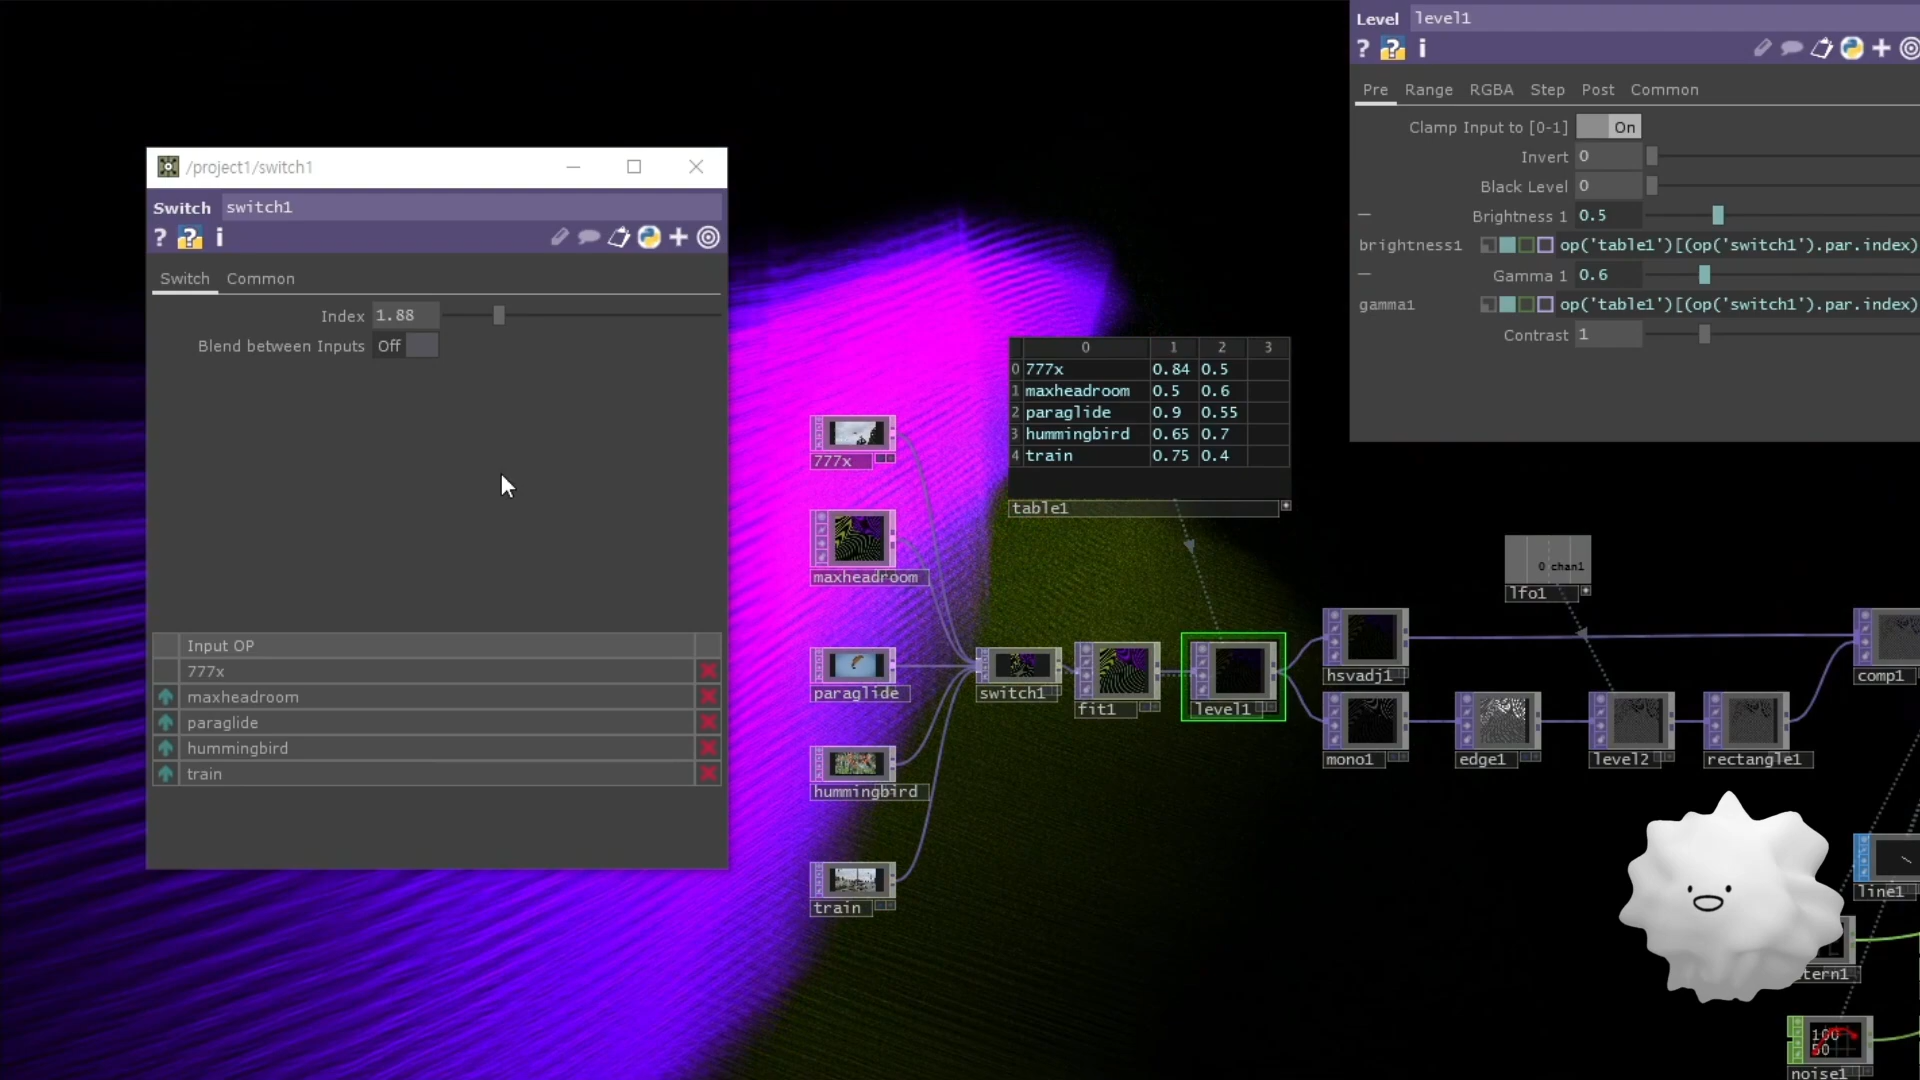 /project1/switch1
Switch switch1
? ? i
Switch Common
Index 1.88
Blend between Inputs Off
Input OP
777x
maxheadroom
paraglide
hummingbird
train
Level level1
? ? i
Pre Range RGBA Step Post Common
Clamp Input to [0-1] On
Invert 0
Black Level 0
Brightness 1 0.5
brightness1 op('table1')[(op('switch1').par.index)
Gamma 1 0.6
gamma1 op('table1')[(op('switch1').par.index)
Contrast 1
0 1 2 3
0 777x 0.84 0.5
1 maxheadroom 0.5 0.6
2 paraglide 0.9 0.55
3 hummingbird 0.65 0.7
4 train 0.75 0.4
table1
777x
maxheadroom
paraglide
hummingbird
train
switch1
fit1
level1
0 chan1
lfo1
hsvadj1
mono1
edge1
level2
rectangle1
comp1
line1
tern1
100
50
noise1